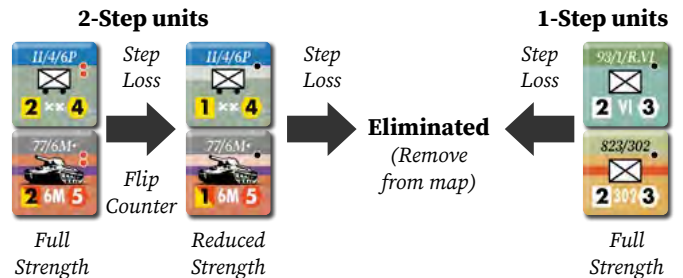 2-Step units
1-Step units
II/4/6P
2 ×× 4
77/6M•
2 6M 5
Full
Strength
Step
Loss
Flip
Counter
II/4/6P
1 ×× 4
77/6M•
1 6M 5
Reduced
Strength
Step
Loss
Eliminated
(Remove
from map)
Step
Loss
93/1/R.VI
2 VI 3
823/302
2 302 3
Full
Strength